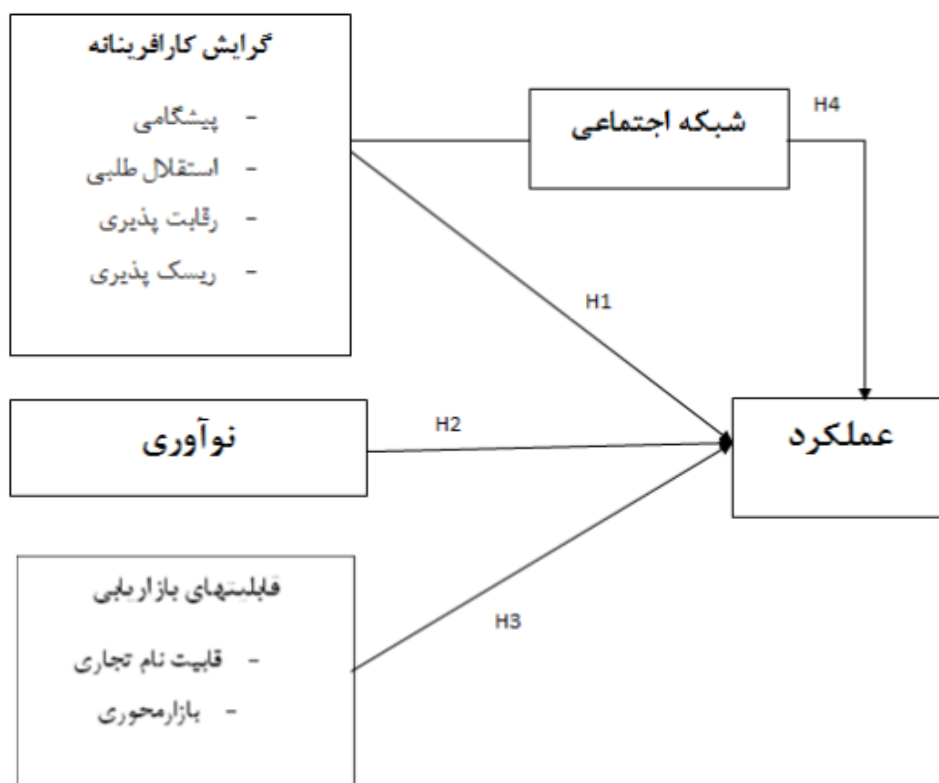 گرایش کارافرینانه
- پیشگامی
- استقلال طلبی
- رقابت پذیری
- ریسک پذیری
شبکه اجتماعی
H4
H1
نوآوری
H2
عملکرد
قابلیتهای بازاریابی
- قابیت نام تجاری
- بازارمحوری
H3